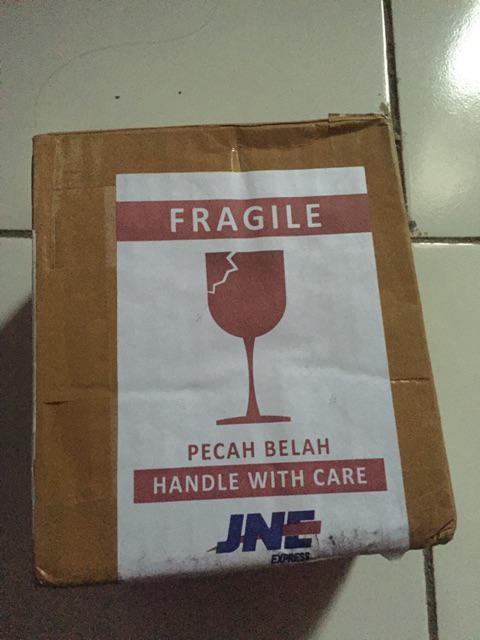 FRAGILE
PECAH BELAH
HANDLE WITH CARE
JNE
EXPRESS